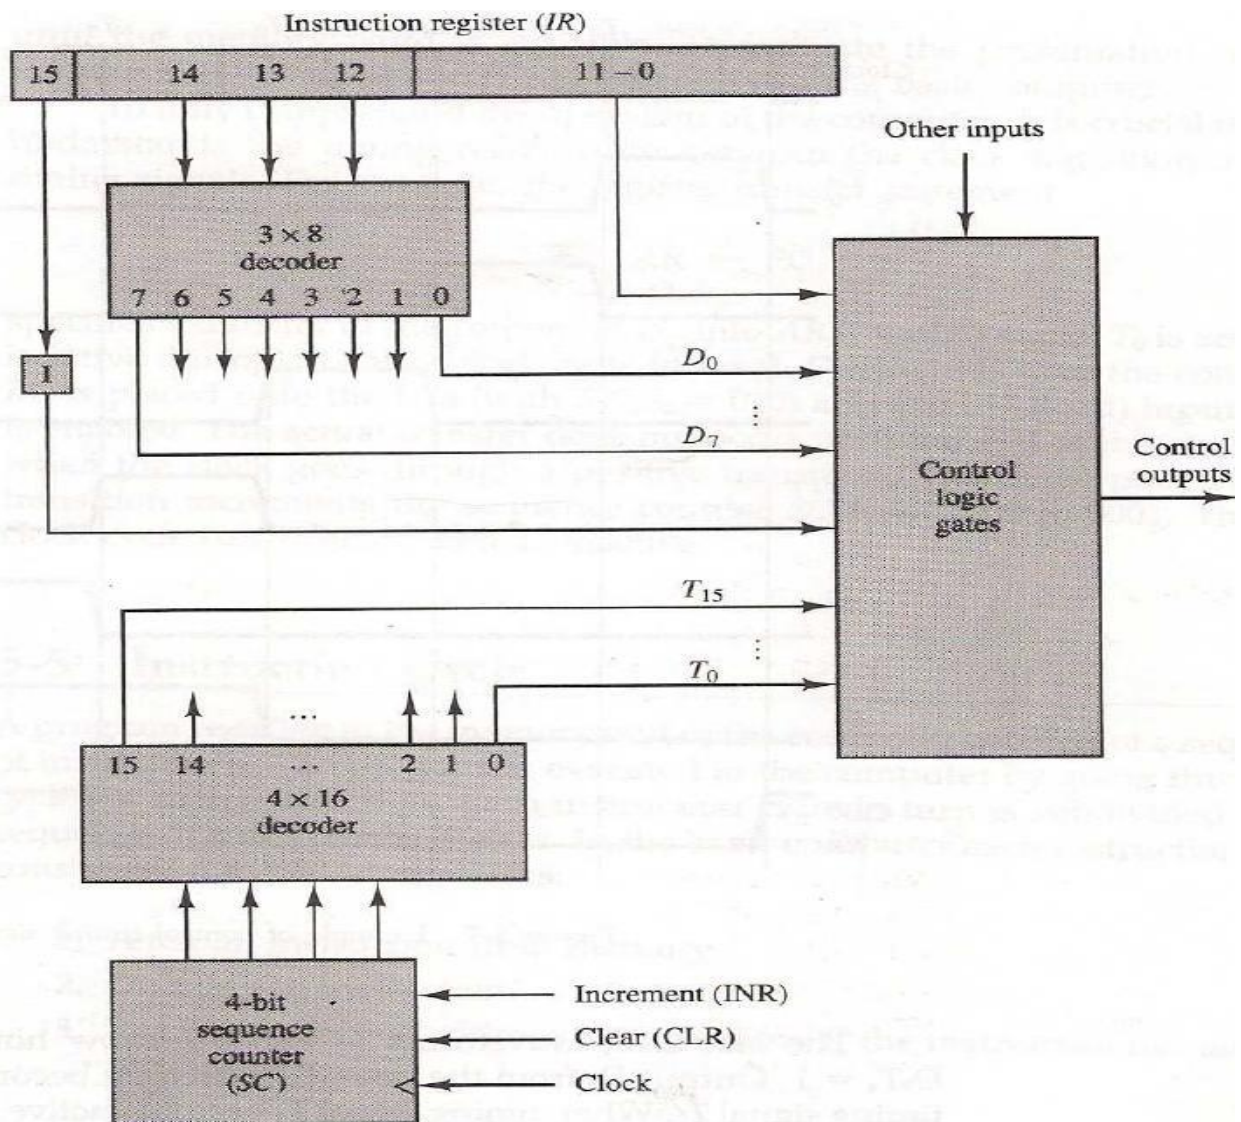 Instruction register (IR)
15 14 13 12 11 – 0
Other inputs
3 × 8
decoder
7 6 5 4 3 2 1 0
I
D0
⋮
D7
Control
logic
gates
Control
outputs
T15
⋮
T0
...
15 14 ... 2 1 0
4 × 16
decoder
4-bit
sequence
counter
(SC)
Increment (INR)
Clear (CLR)
Clock